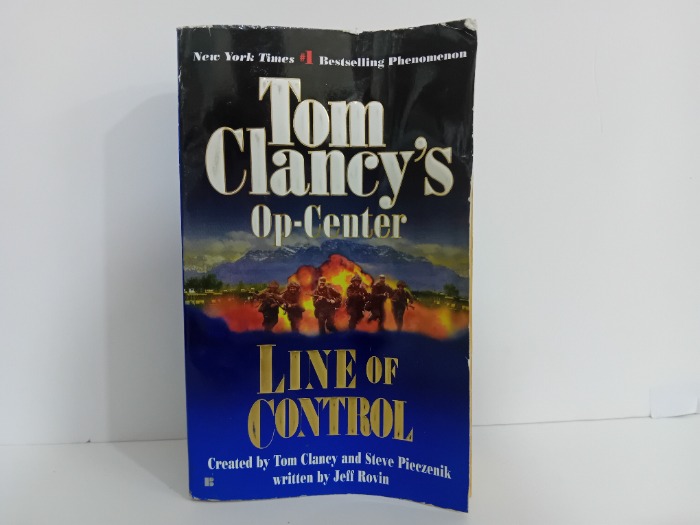 New York Times #1 Bestselling Phenomenon
Tom
Clancy's
Op-Center
LINE OF
CONTROL
Created by Tom Clancy and Steve Pieczenik
written by Jeff Rovin
B